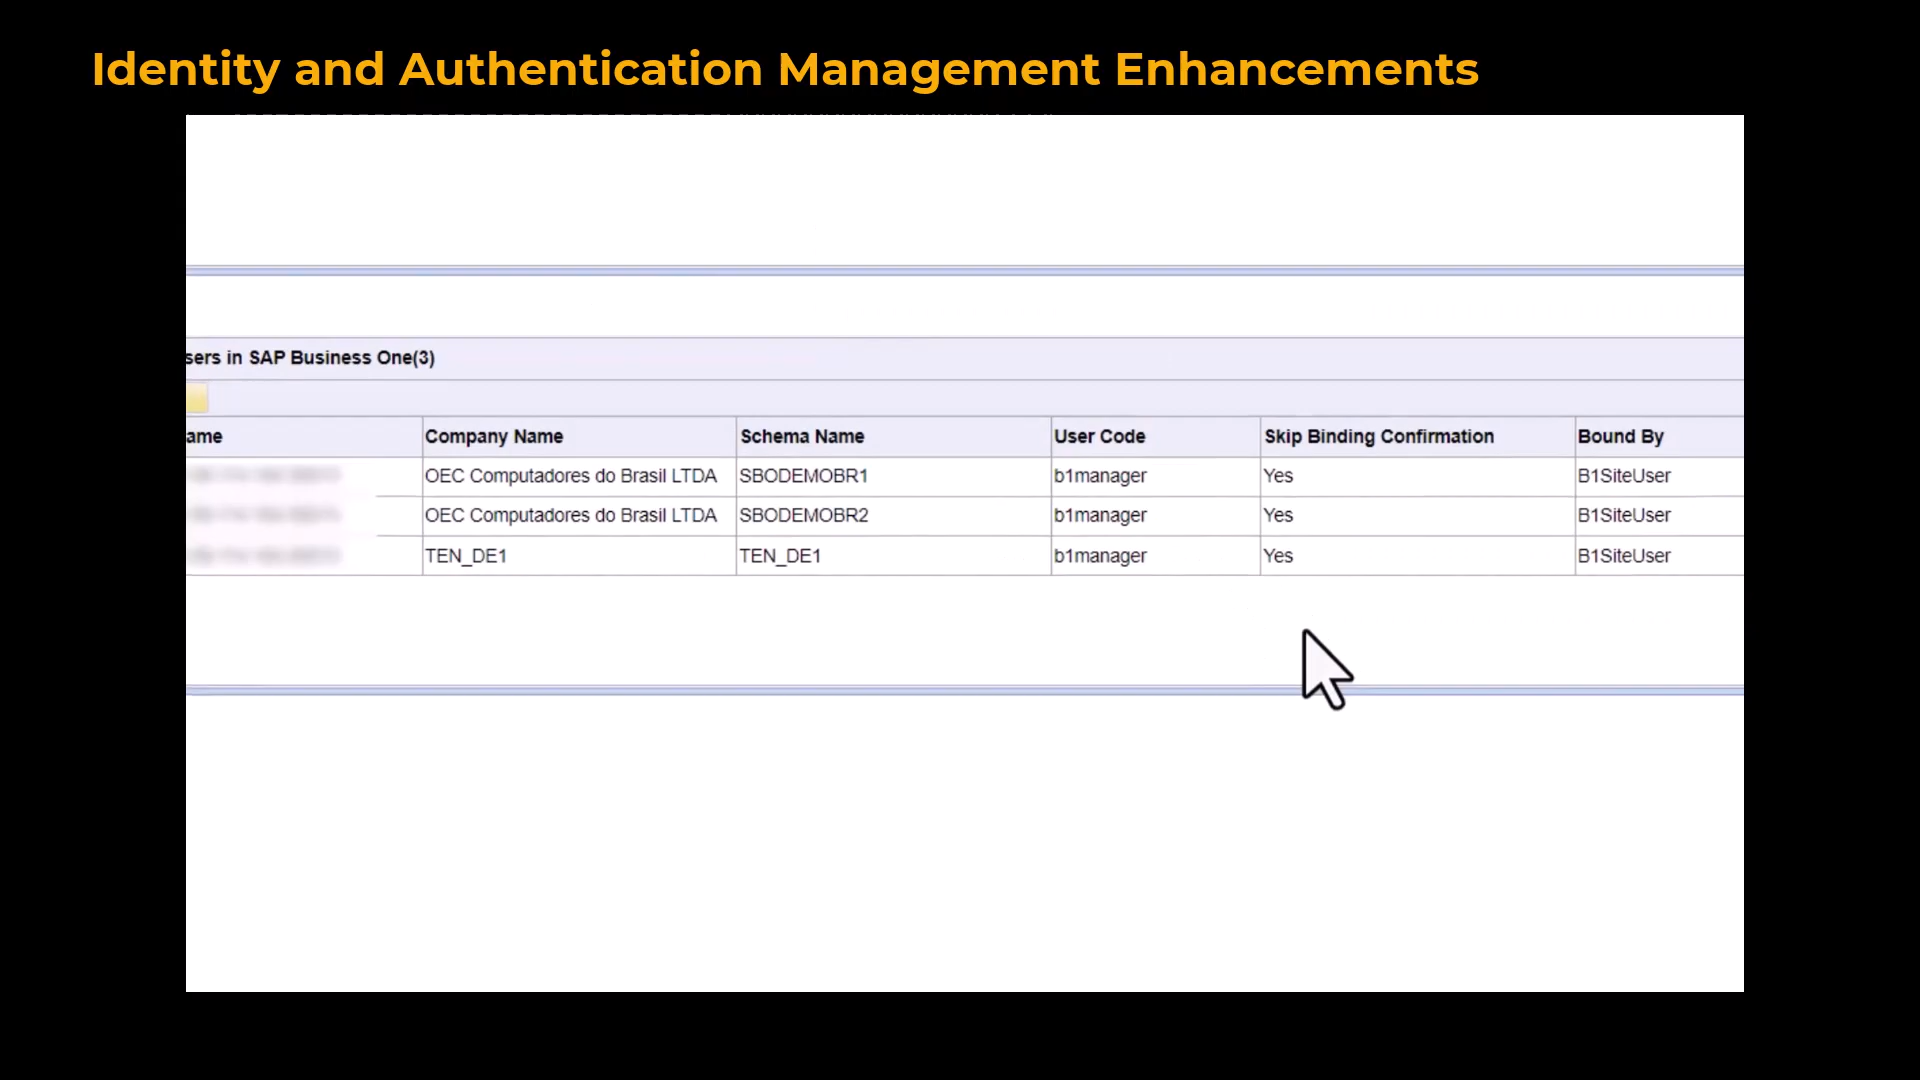 Identity and Authentication Management Enhancements
sers in SAP Business One(3)
ame Company Name Schema Name User Code Skip Binding Confirmation Bound By
OEC Computadores do Brasil LTDA SBODEMOBR1 b1manager Yes B1SiteUser
OEC Computadores do Brasil LTDA SBODEMOBR2 b1manager Yes B1SiteUser
TEN_DE1 TEN_DE1 b1manager Yes B1SiteUser